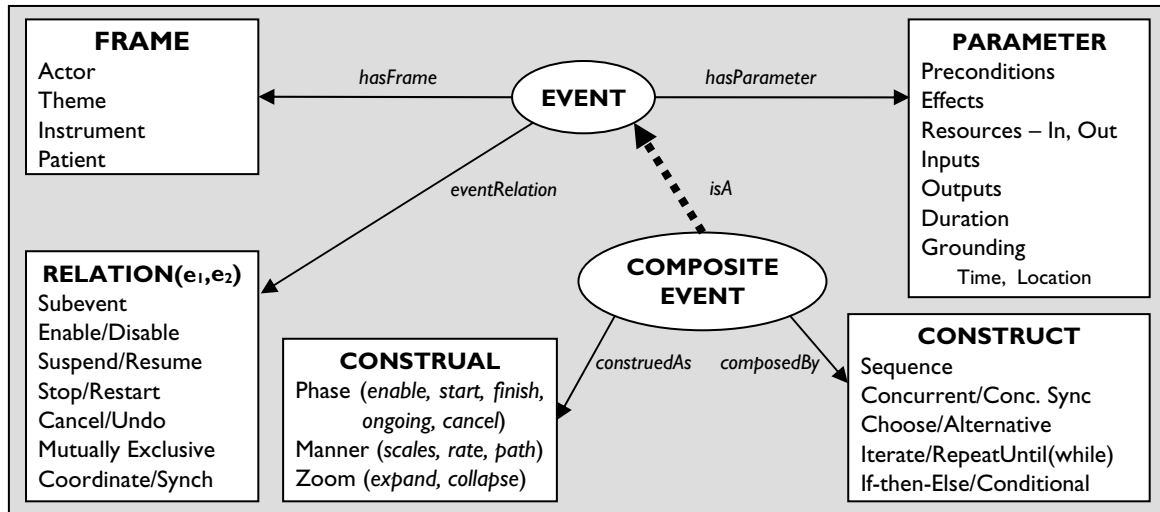 FRAME
Actor
Theme
Instrument
Patient
hasFrame
EVENT
hasParameter
PARAMETER
Preconditions
Effects
Resources – In, Out
Inputs
Outputs
Duration
Grounding
Time, Location
eventRelation
isA
RELATION(e₁,e₂)
Subevent
Enable/Disable
Suspend/Resume
Stop/Restart
Cancel/Undo
Mutually Exclusive
Coordinate/Synch
COMPOSITE
EVENT
construedAs
composedBy
CONSTRUAL
Phase (enable, start, finish,
ongoing, cancel)
Manner (scales, rate, path)
Zoom (expand, collapse)
CONSTRUCT
Sequence
Concurrent/Conc. Sync
Choose/Alternative
Iterate/RepeatUntil(while)
If-then-Else/Conditional